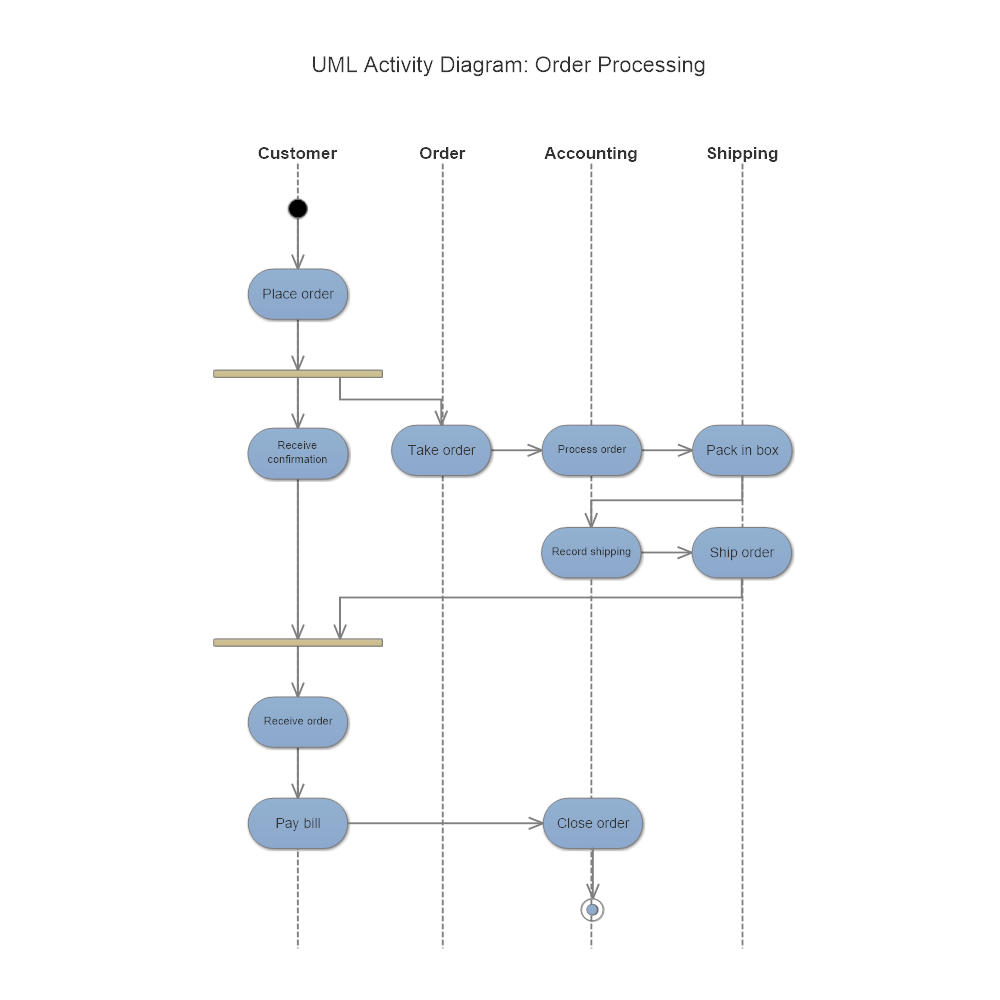 UML Activity Diagram: Order Processing
Customer
Order
Accounting
Shipping
Place order
Receive
confirmation
Take order
Process order
Pack in box
Record shipping
Ship order
Receive order
Pay bill
Close order